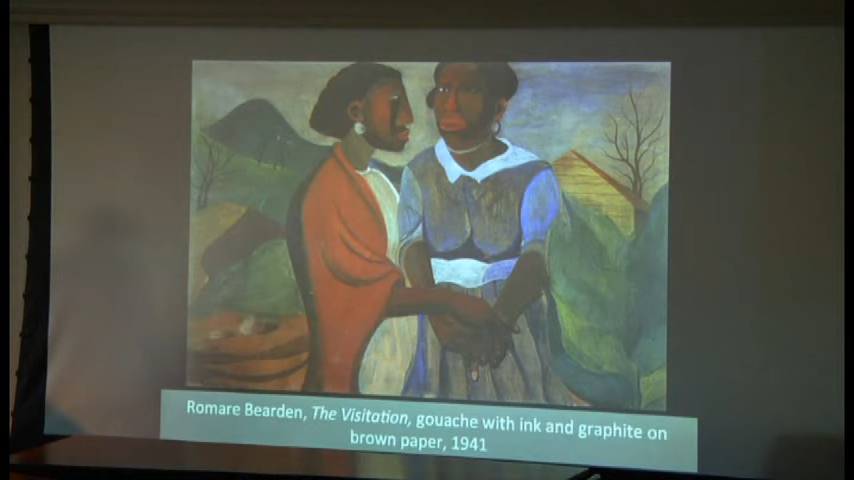 Romare Bearden, The Visitation, gouache with ink and graphite on
brown paper, 1941